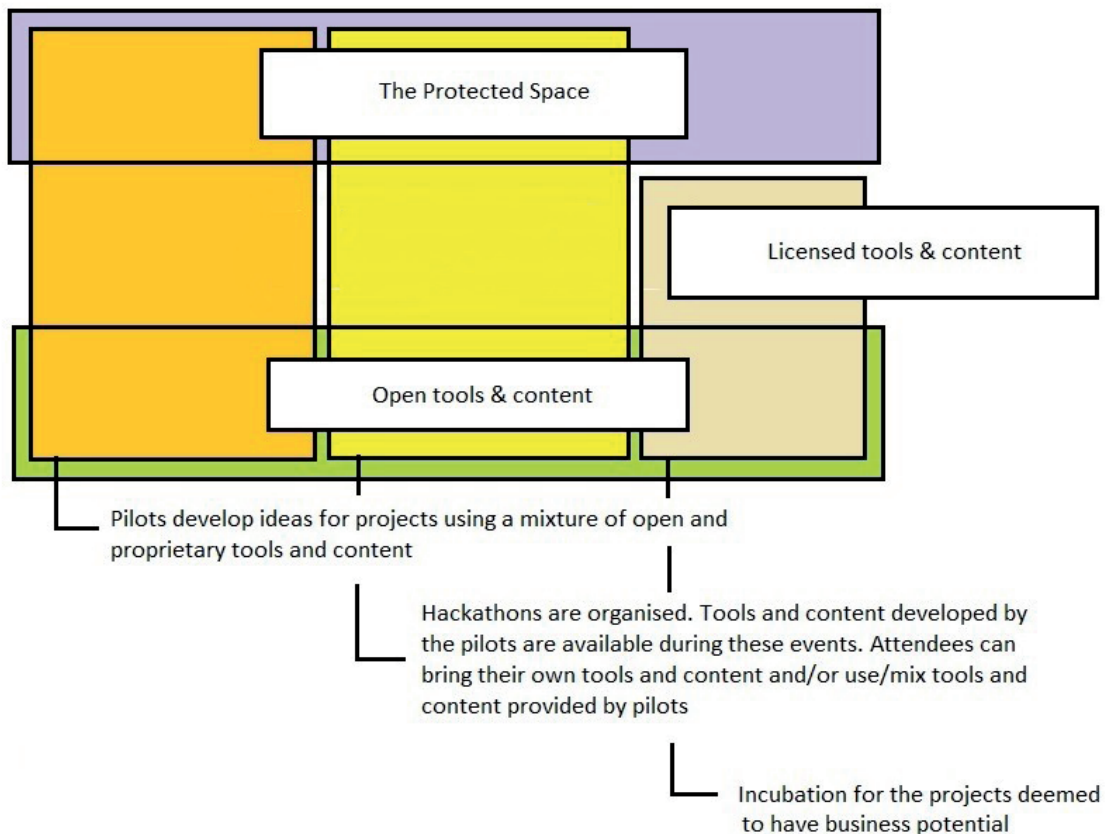 The Protected Space
Licensed tools & content
Open tools & content
Pilots develop ideas for projects using a mixture of open and
proprietary tools and content
Hackathons are organised. Tools and content developed by
the pilots are available during these events. Attendees can
bring their own tools and content and/or use/mix tools and
content provided by pilots
Incubation for the projects deemed
to have business potential